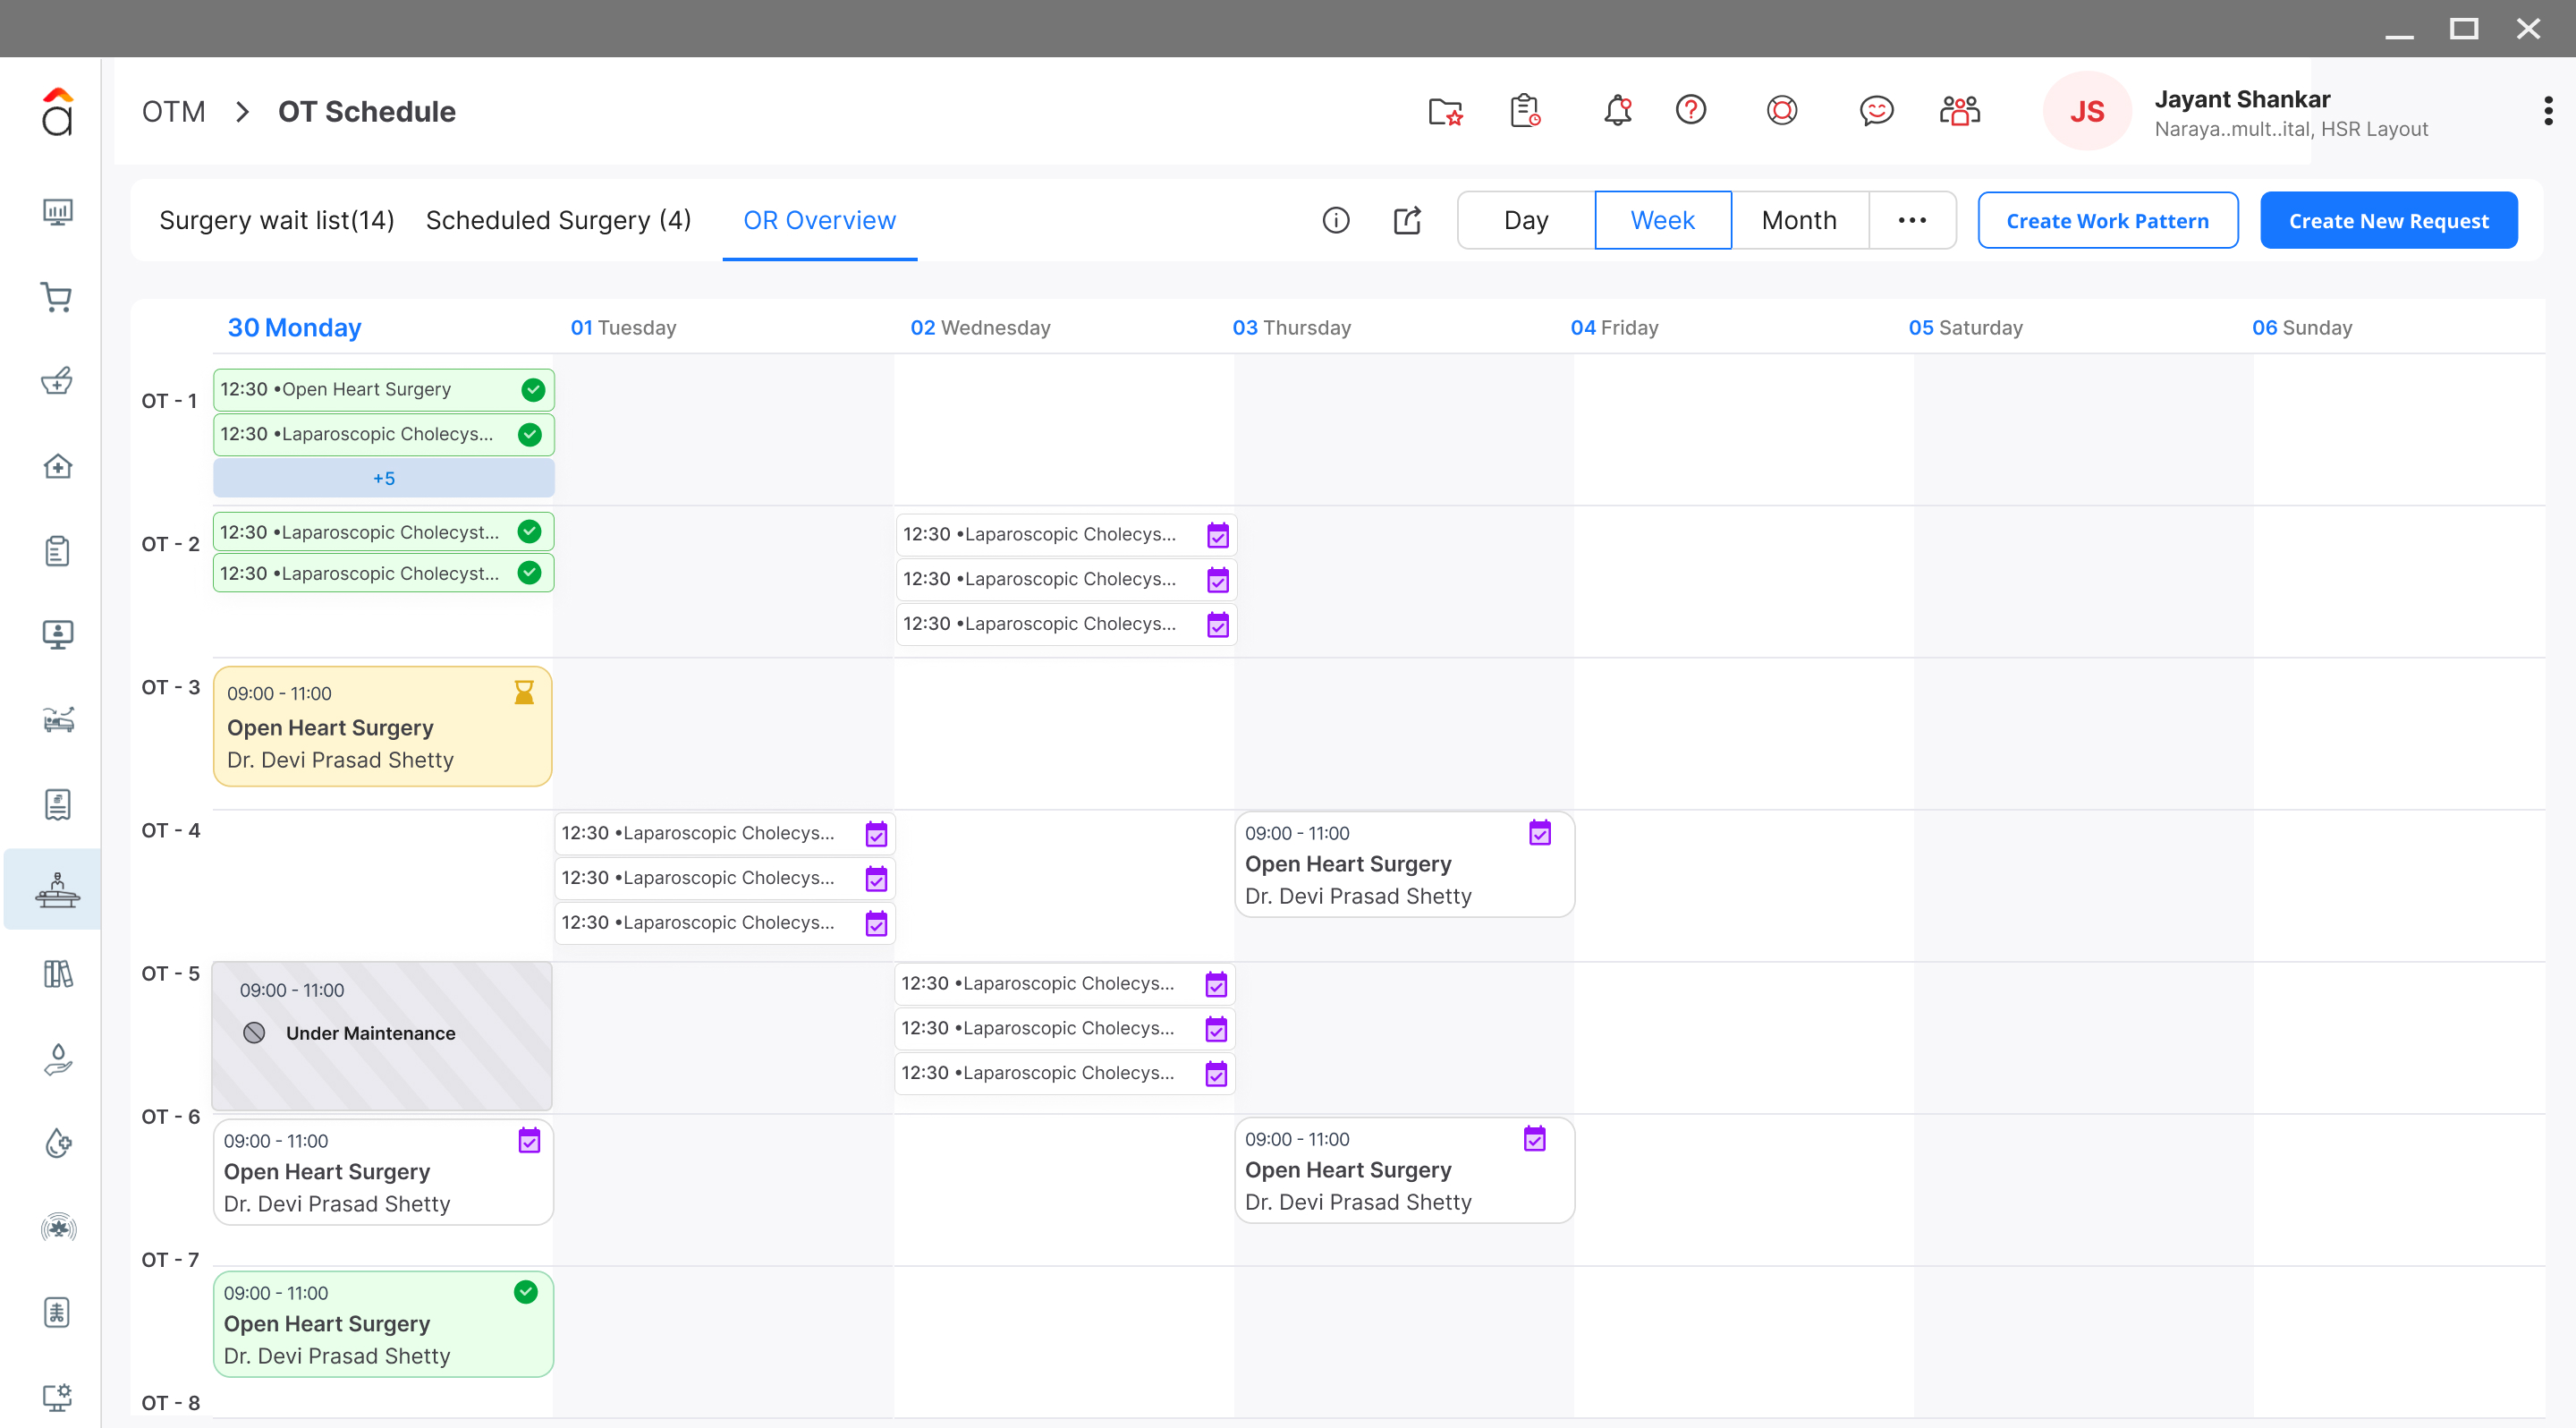 OTM > OT Schedule
JS
Jayant Shankar
Naraya..mult..ital, HSR Layout
Surgery wait list(14)
Scheduled Surgery (4)
OR Overview
Day
Week
Month
Create Work Pattern
Create New Request
30 Monday
01 Tuesday
02 Wednesday
03 Thursday
04 Friday
05 Saturday
06 Sunday
OT - 1
12:30 •Open Heart Surgery
12:30 •Laparoscopic Cholecys...
+5
OT - 2
12:30 •Laparoscopic Cholecyst...
12:30 •Laparoscopic Cholecyst...
12:30 •Laparoscopic Cholecys...
12:30 •Laparoscopic Cholecys...
12:30 •Laparoscopic Cholecys...
OT - 3
09:00 - 11:00
Open Heart Surgery
Dr. Devi Prasad Shetty
OT - 4
12:30 •Laparoscopic Cholecys...
12:30 •Laparoscopic Cholecys...
12:30 •Laparoscopic Cholecys...
09:00 - 11:00
Open Heart Surgery
Dr. Devi Prasad Shetty
OT - 5
09:00 - 11:00
Under Maintenance
12:30 •Laparoscopic Cholecys...
12:30 •Laparoscopic Cholecys...
12:30 •Laparoscopic Cholecys...
OT - 6
09:00 - 11:00
Open Heart Surgery
Dr. Devi Prasad Shetty
09:00 - 11:00
Open Heart Surgery
Dr. Devi Prasad Shetty
OT - 7
09:00 - 11:00
Open Heart Surgery
Dr. Devi Prasad Shetty
OT - 8